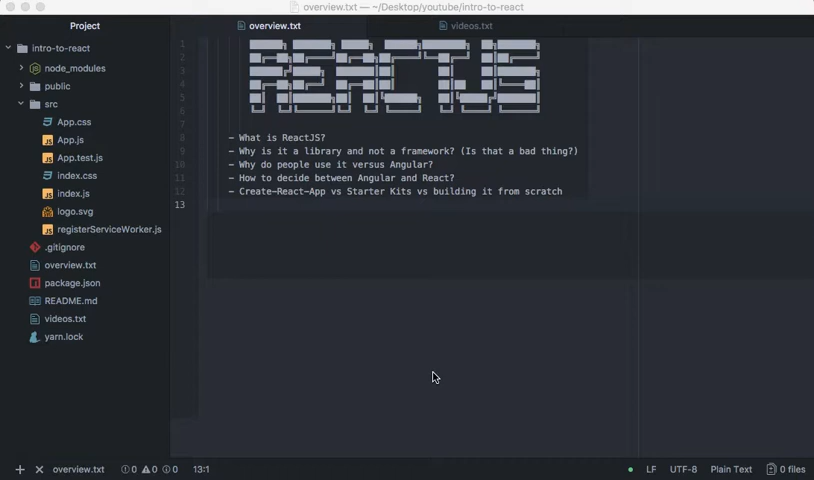 overview.txt — ~/Desktop/youtube/intro-to-react
Project
overview.txt
videos.txt
intro-to-react
node_modules
public
src
App.css
App.js
App.test.js
index.css
index.js
logo.svg
registerServiceWorker.js
.gitignore
overview.txt
package.json
README.md
videos.txt
yarn.lock
1
2
3
4
5
6
7
8
9
10
11
12
13
REACT JS
- What is ReactJS?
- Why is it a library and not a framework? (Is that a bad thing?)
- Why do people use it versus Angular?
- How to decide between Angular and React?
- Create-React-App vs Starter Kits vs building it from scratch
overview.txt 0 0 0 13:1 LF UTF-8 Plain Text 0 files